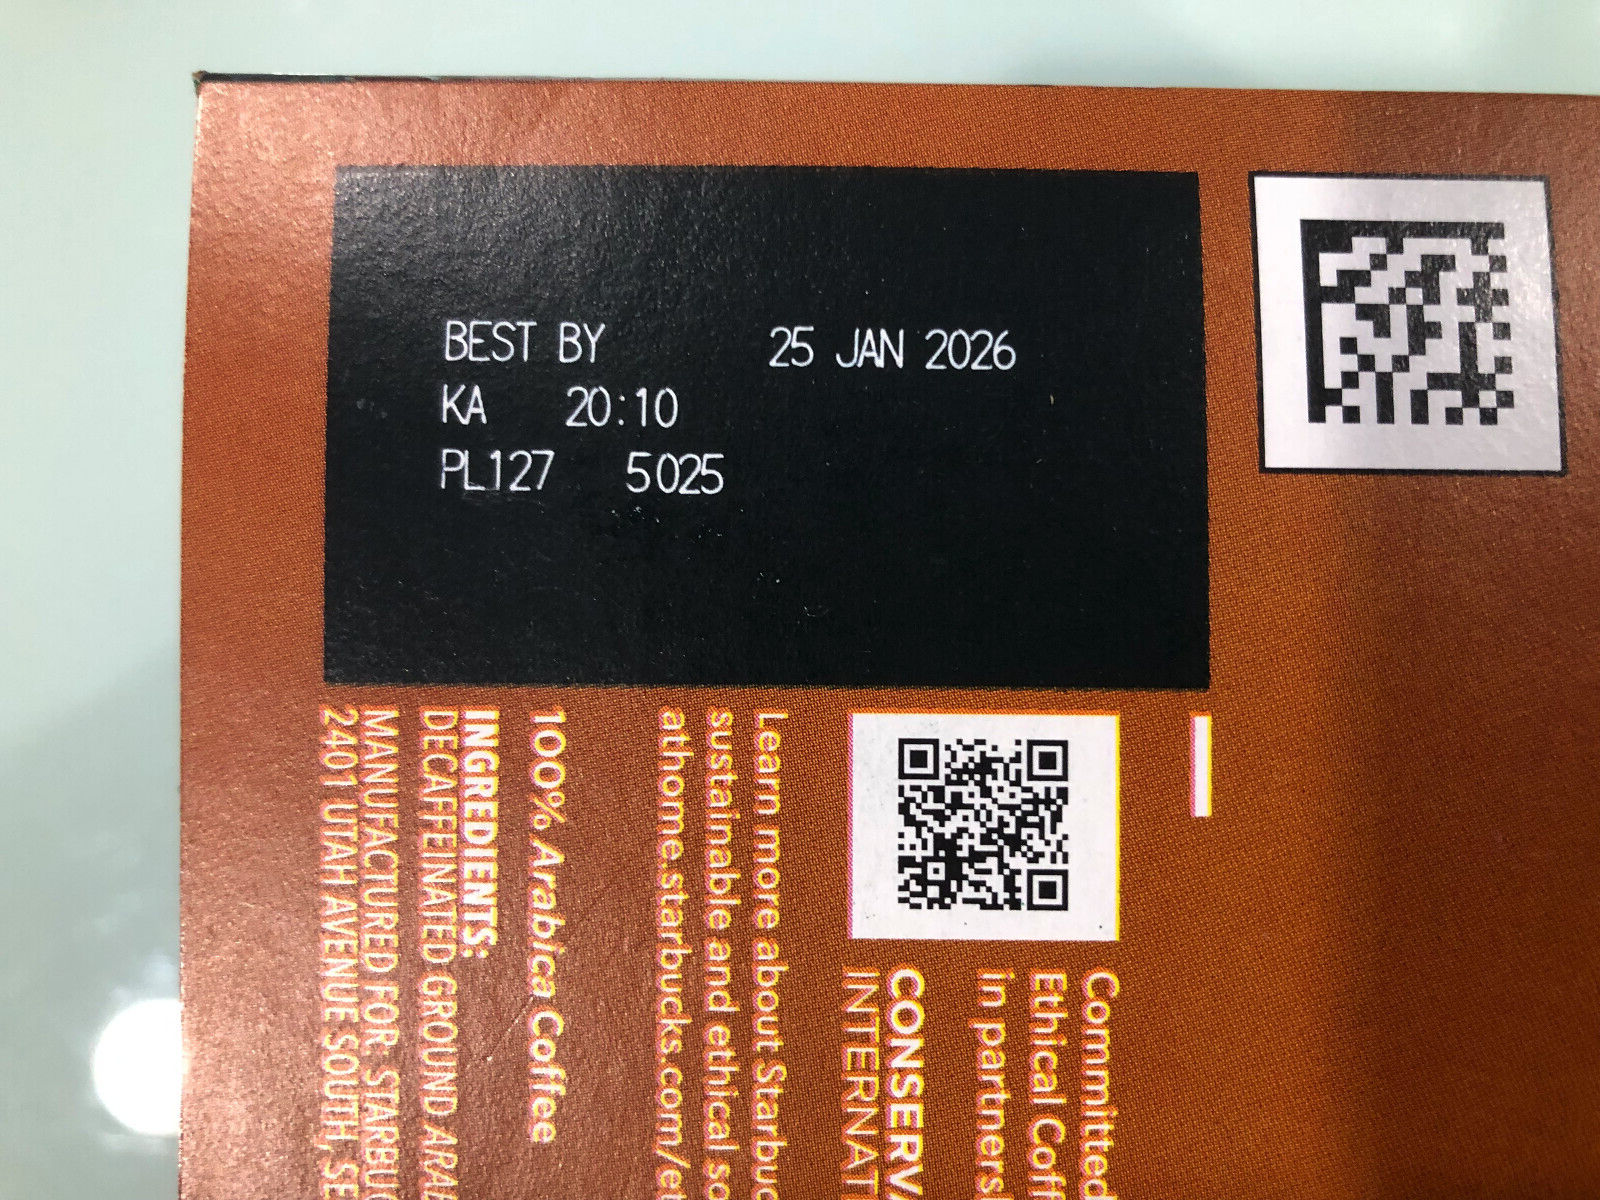 BEST BY 25 JAN 2026
KA 20:10
PL127 5025
Committed
Ethical Coff
in partners
CONSERVA
INTERNAT
Learn more about Starbuc
sustainable and ethical so
athome.starbucks.com/et
100% Arabica Coffee
INGREDIENTS:
DECAFFEINATED GROUND ARA
MANUFACTURED FOR: STARBUC
2401 UTAH AVENUE SOUTH, SE